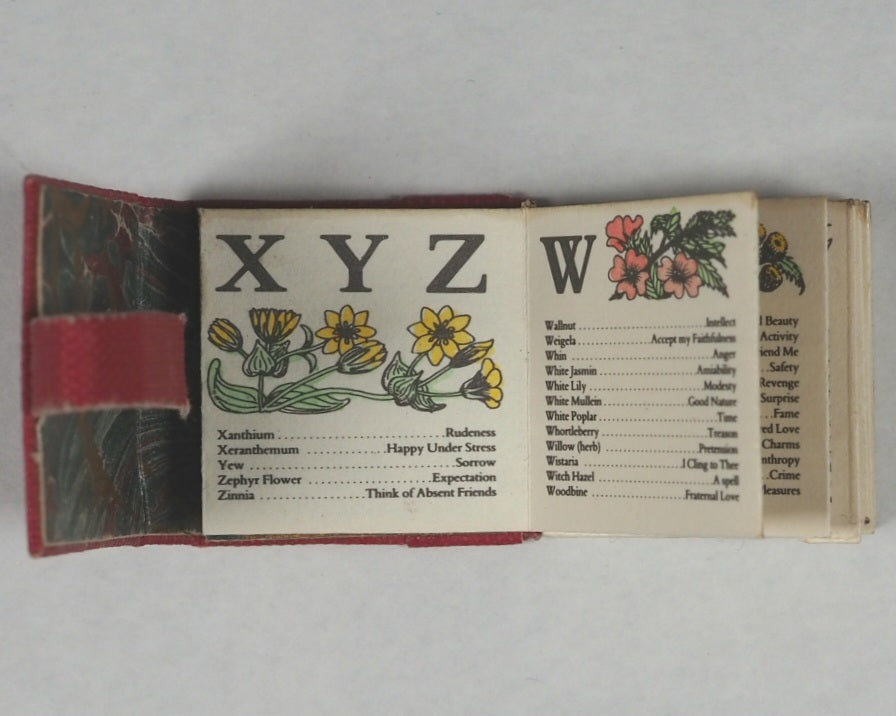 X Y Z
Xanthium ........................ Rudeness
Xeranthemum ............ Happy Under Stress
Yew ........................ Sorrow
Zephyr Flower ................ Expectation
Zinnia ................ Think of Absent Friends
W
Wallnut ........................ Intellect
Weigela ................ Accept my Faithfulness
Whin ........................ Anger
White Jasmin ................ Amiability
White Lily ................ Modesty
White Mullein ................ Good Nature
White Poplar ................ Time
Whortleberry ................ Treason
Willow (herb) ................ Pretension
Wistaria ................ I Cling to Thee
Witch Hazel ................ A spell
Woodbine ................ Fraternal Love
Beauty
Activity
Me
Safety
Revenge
Surprise
Fame
Love
Charms
Crime